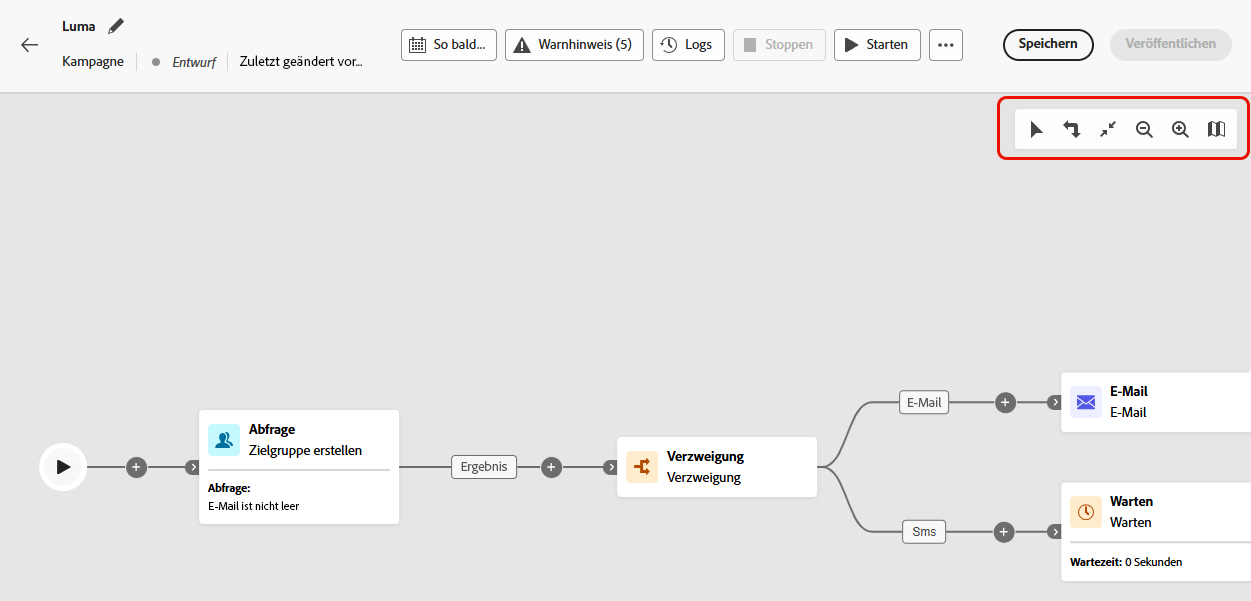 Luma
Kampagne
Entwurf
Zuletzt geändert vor...
So bald...
Warnhinweis (5)
Logs
Stoppen
Starten
Speichern
Veröffentlichen
Abfrage
Zielgruppe erstellen
Abfrage:
E-Mail ist nicht leer
Ergebnis
Verzweigung
Verzweigung
E-Mail
E-Mail
E-Mail
Sms
Warten
Warten
Wartezeit: 0 Sekunden